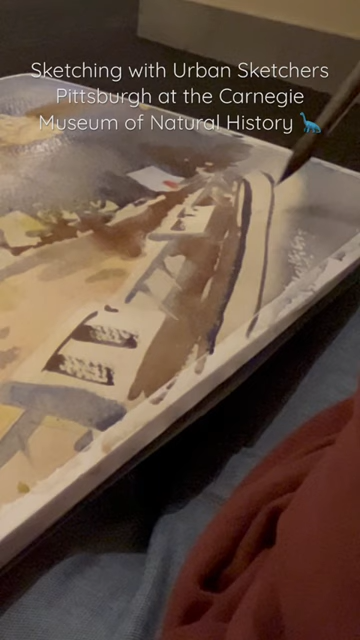 Sketching with Urban Sketchers
Pittsburgh at the Carnegie
Museum of Natural History 🦕